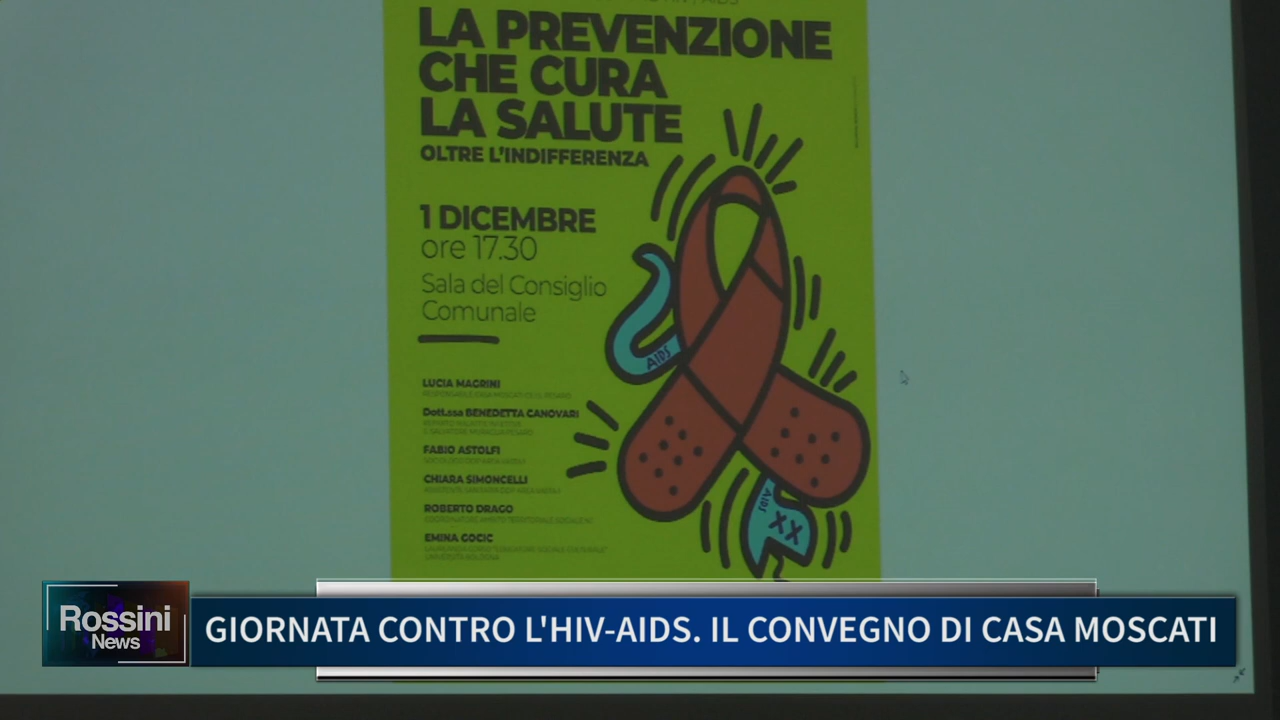 LA PREVENZIONE
CHE CURA
LA SALUTE
OLTRE L'INDIFFERENZA
1 DICEMBRE
ore 17.30
Sala del Consiglio
Comunale
AIDS
LUCIA MAGRINI
Dott.ssa BENEDETTA CANOVARI
FABIO ASTOLFI
CHIARA SIMONCELLI
ROBERTO DRAGO
EMINA GOCIC
AIDS
Rossini
News
GIORNATA CONTRO L'HIV-AIDS. IL CONVEGNO DI CASA MOSCATI